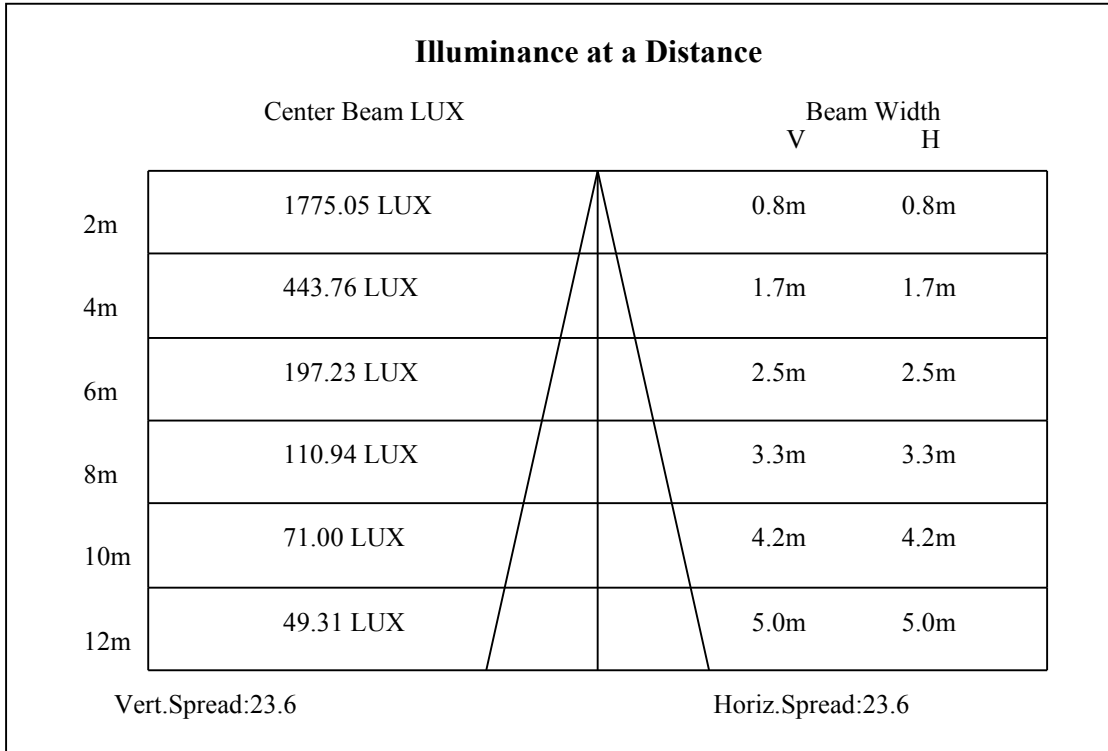 Illuminance at a Distance
Center Beam LUX Beam Width
V H
2m 1775.05 LUX 0.8m 0.8m
4m 443.76 LUX 1.7m 1.7m
6m 197.23 LUX 2.5m 2.5m
8m 110.94 LUX 3.3m 3.3m
10m 71.00 LUX 4.2m 4.2m
12m 49.31 LUX 5.0m 5.0m
Vert.Spread:23.6 Horiz.Spread:23.6